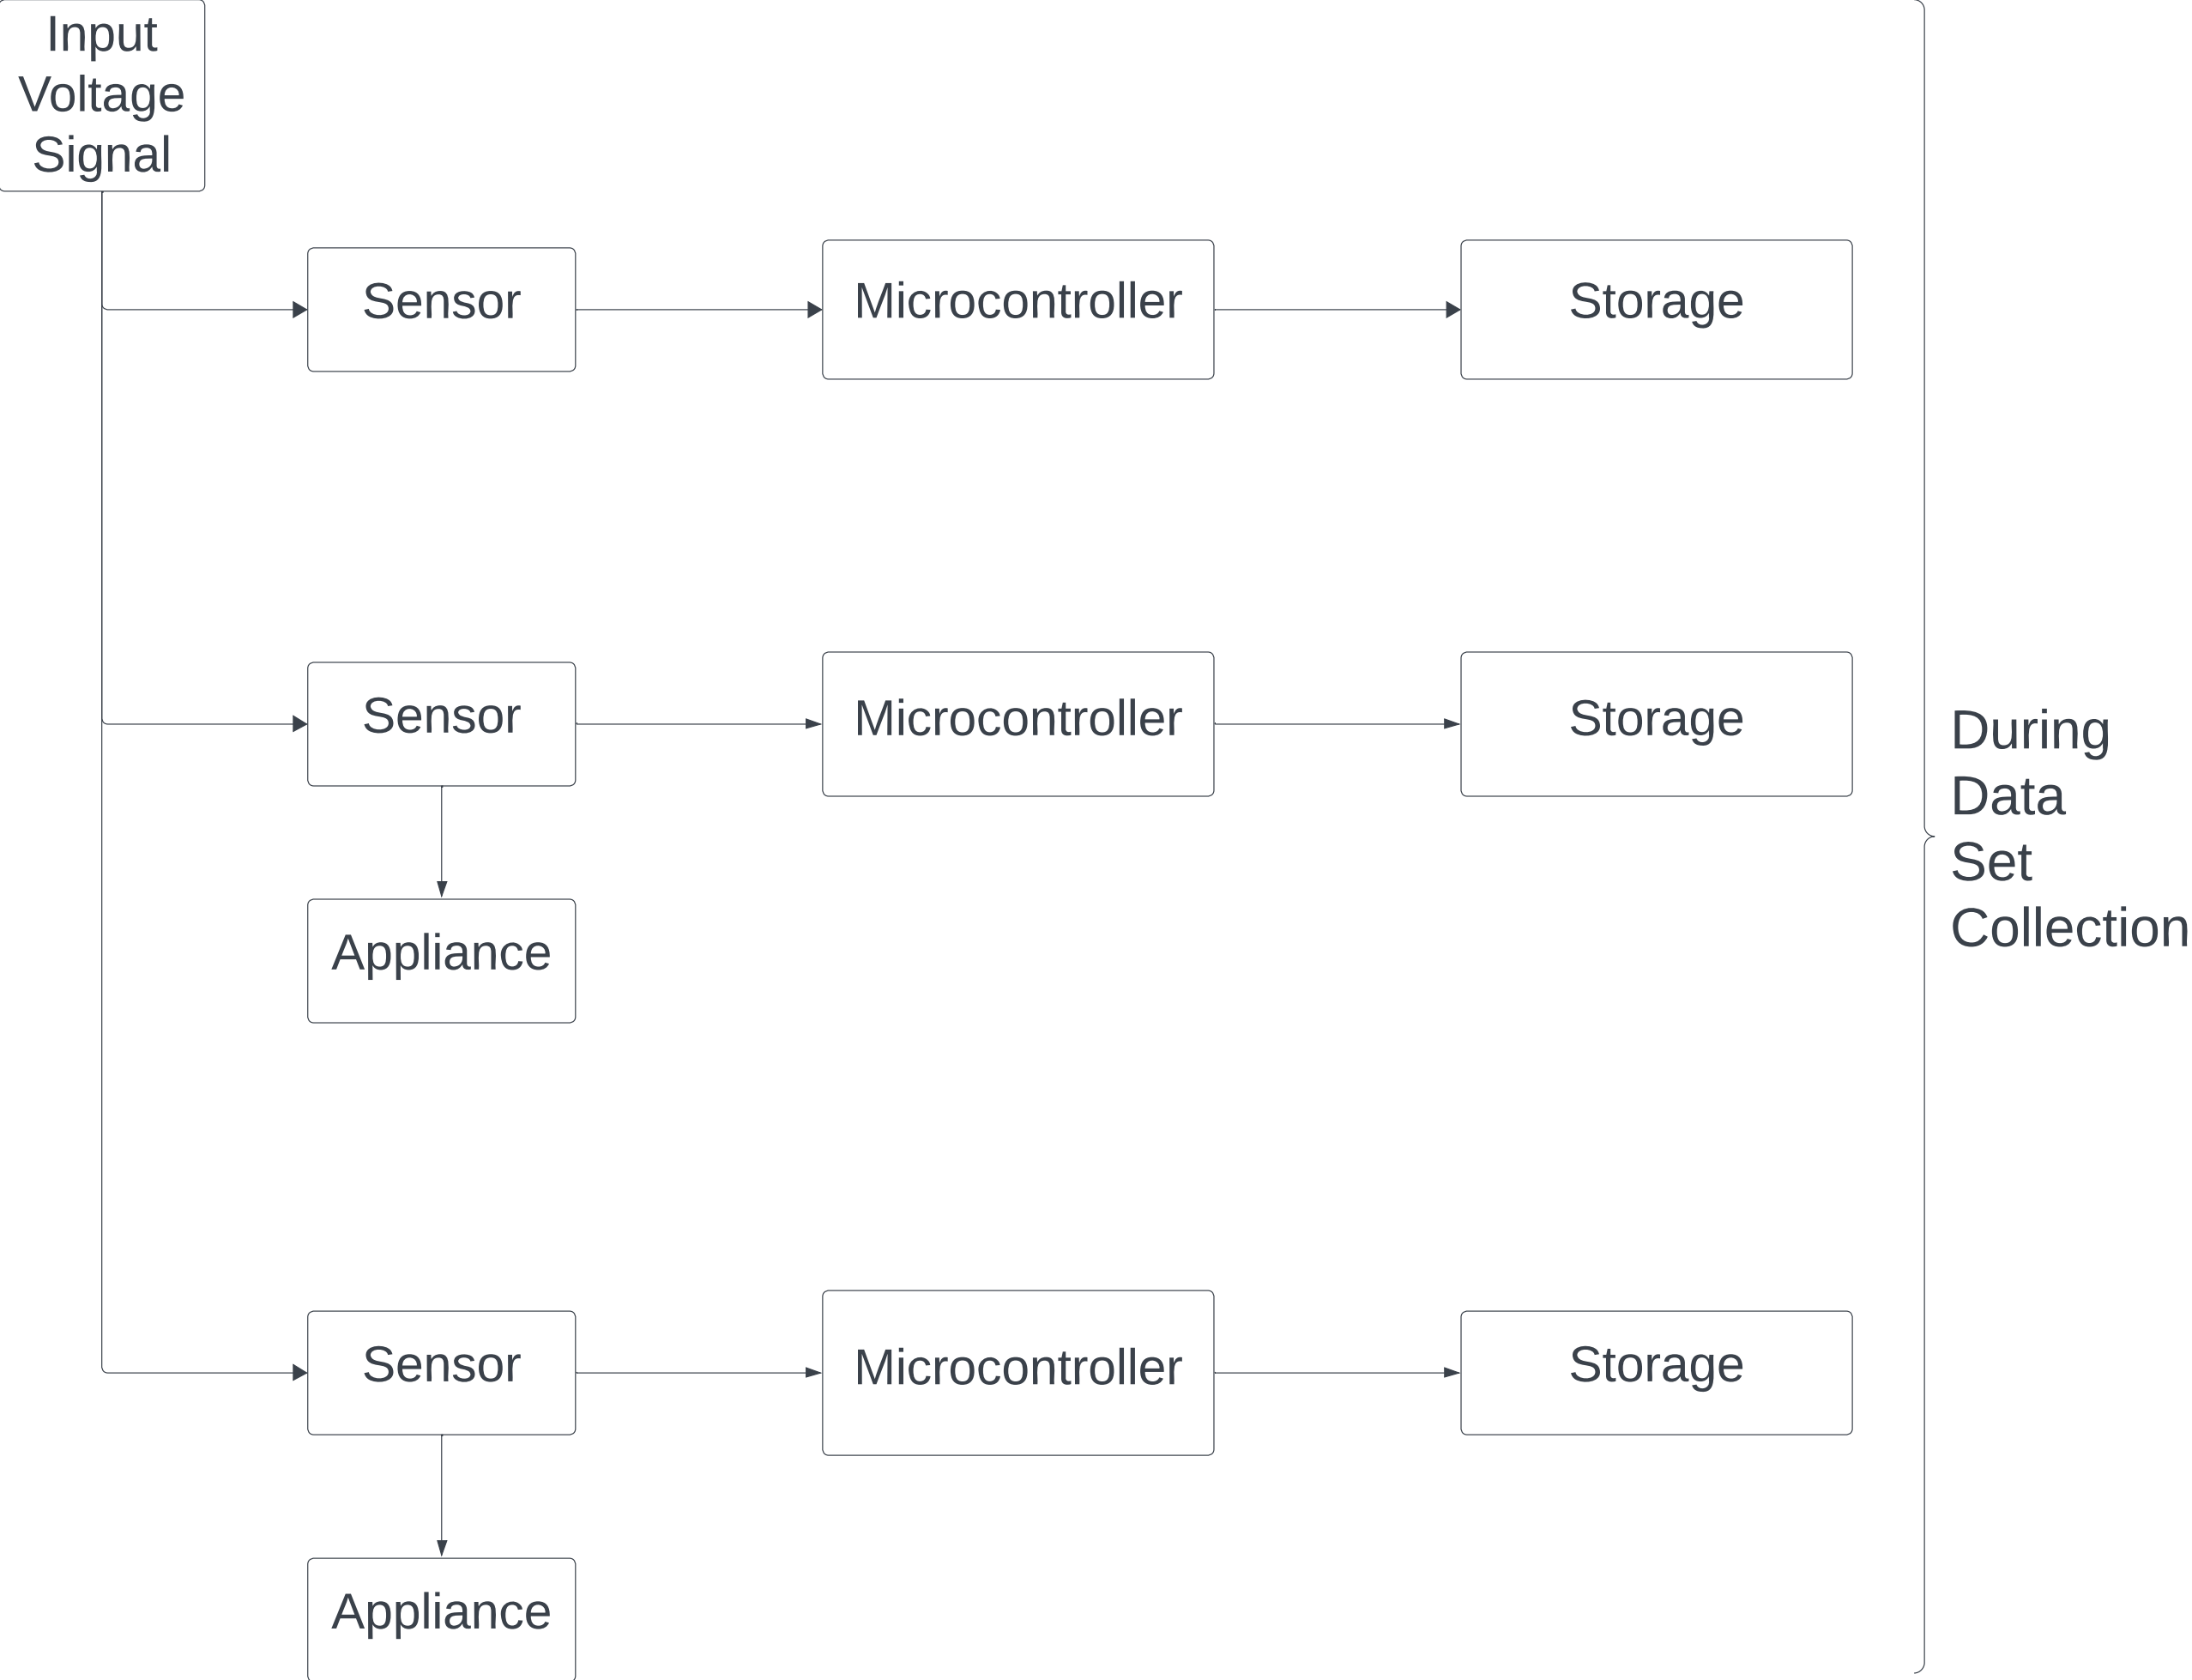 Input
Voltage
Signal
Sensor
Microcontroller
Storage
Sensor
Microcontroller
Storage
Appliance
During
Data
Set
Collection
Sensor
Microcontroller
Storage
Appliance